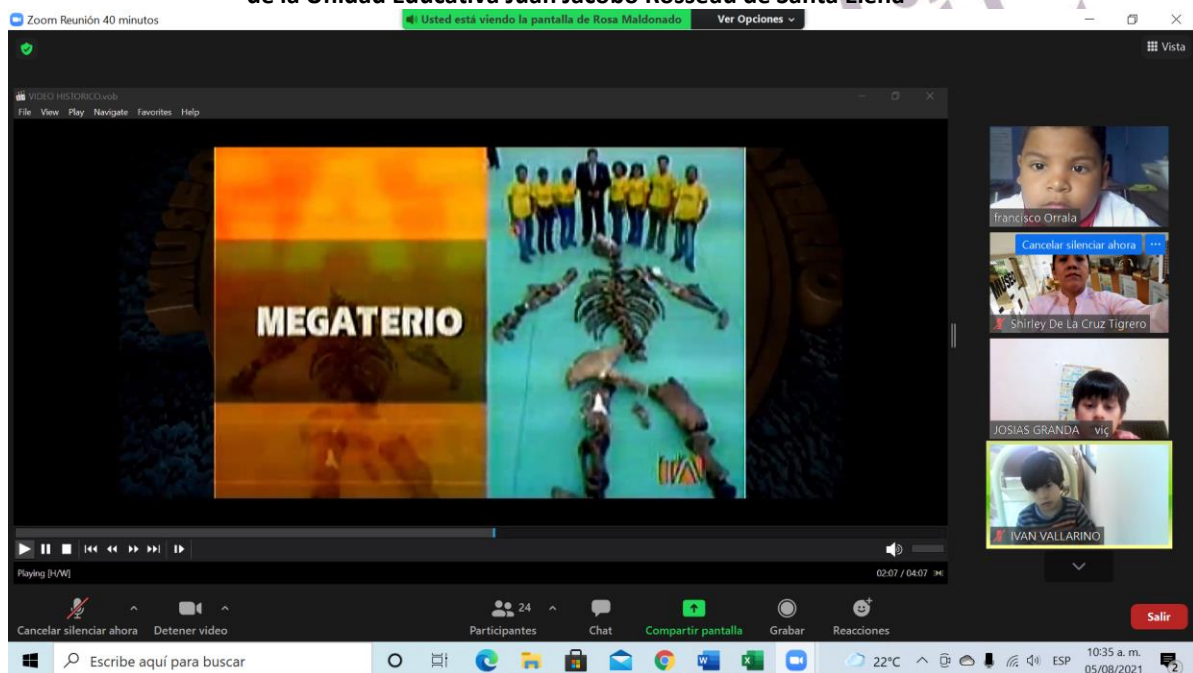 de la Unidad Educativa Juan Jacobo Rosseau de Santa Elena
Zoom Reunión 40 minutos
Usted está viendo la pantalla de Rosa Maldonado
Ver Opciones
Vista
VIDEO HISTORICO.vob
File View Play Navigate Favorites Help
MEGATERIO
francisco Orrala
Cancelar silenciar ahora ...
Shirley De La Cruz Tigrero
JOSIAS GRANDA vic
IVAN VALLARINO
Playing [H/W]
02:07 / 04:07
Cancelar silenciar ahora
Detener video
24
Participantes
Chat
Compartir pantalla
Grabar
Reacciones
Salir
Escribe aquí para buscar
22°C
ESP
10:35 a. m.
05/08/2021
2